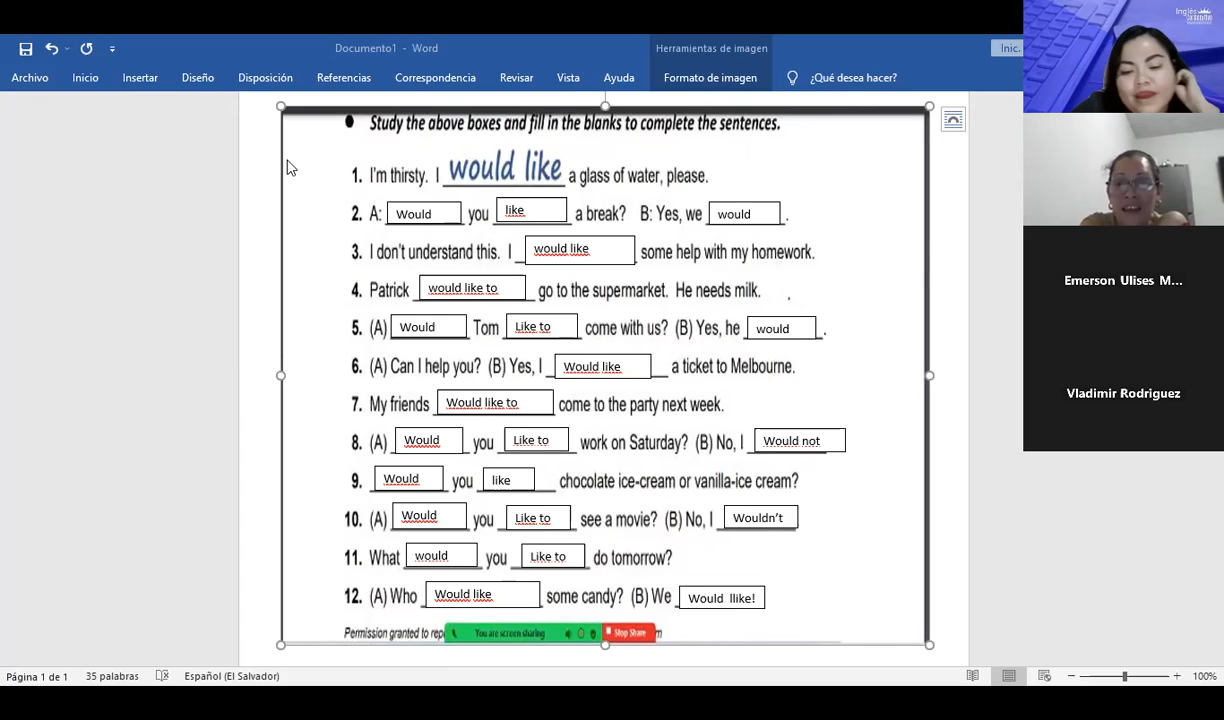 Inglés
Documento1 - Word
Herramientas de imagen
Inic.
Archivo Inicio Insertar Diseño Disposición Referencias Correspondencia Revisar Vista Ayuda Formato de imagen ¿Qué desea hacer?
Study the above boxes and fill in the blanks to complete the sentences.
1. I'm thirsty. I would like a glass of water, please.
2. A: Would you like a break? B: Yes, we would .
3. I don't understand this. I would like some help with my homework.
4. Patrick would like to go to the supermarket. He needs milk.
5. (A) Would Tom Like to come with us? (B) Yes, he would .
6. (A) Can I help you? (B) Yes, I Would like a ticket to Melbourne.
7. My friends Would like to come to the party next week.
8. (A) Would you Like to work on Saturday? (B) No, I Would not
9. Would you like chocolate ice-cream or vanilla-ice cream?
10. (A) Would you Like to see a movie? (B) No, I Wouldn't
11. What would you Like to do tomorrow?
12. (A) Who Would like some candy? (B) We Would llike!
Permission granted to
You are screen sharing Stop Share
Emerson Ulises M...
Vladimir Rodriguez
Página 1 de 1 35 palabras Español (El Salvador) 100%